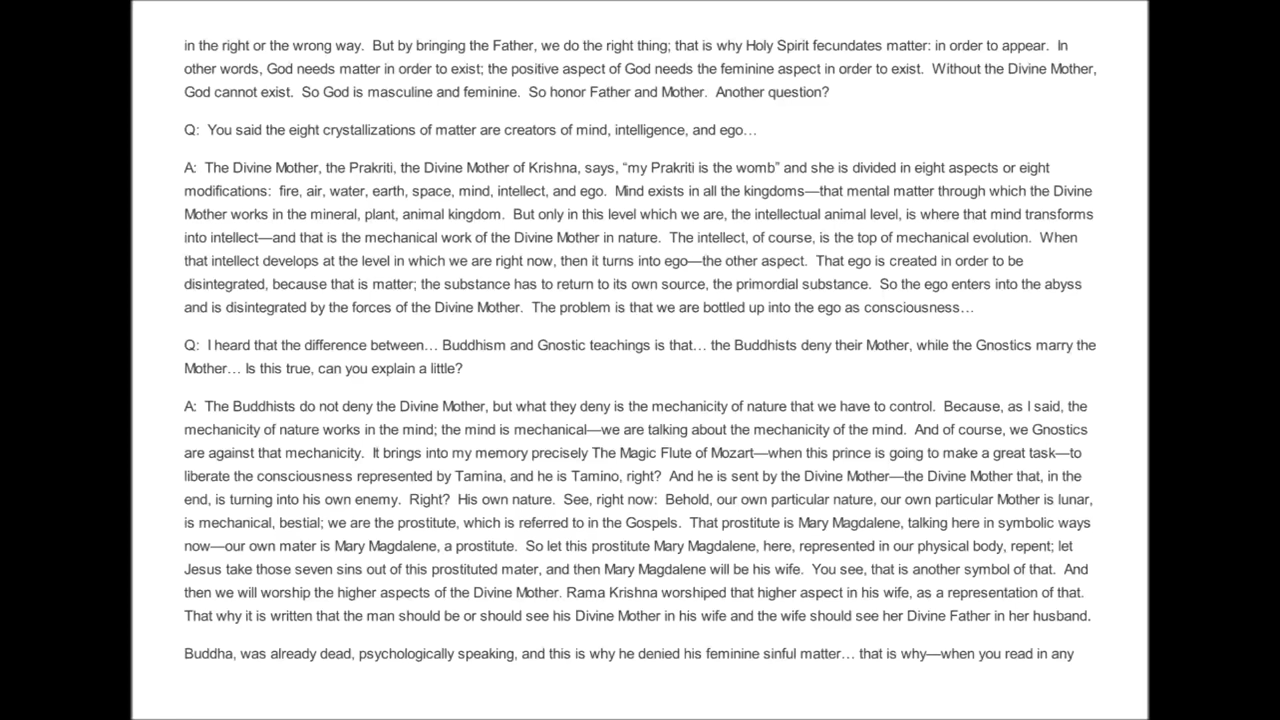 in the right or the wrong way.  But by bringing the Father, we do the right thing; that is why Holy Spirit fecundates matter: in order to appear.  In
other words, God needs matter in order to exist; the positive aspect of God needs the feminine aspect in order to exist.  Without the Divine Mother,
God cannot exist.  So God is masculine and feminine.  So honor Father and Mother.  Another question?
Q:  You said the eight crystallizations of matter are creators of mind, intelligence, and ego…
A:  The Divine Mother, the Prakriti, the Divine Mother of Krishna, says, “my Prakriti is the womb” and she is divided in eight aspects or eight
modifications:  fire, air, water, earth, space, mind, intellect, and ego.  Mind exists in all the kingdoms—that mental matter through which the Divine
Mother works in the mineral, plant, animal kingdom.  But only in this level which we are, the intellectual animal level, is where that mind transforms
into intellect—and that is the mechanical work of the Divine Mother in nature.  The intellect, of course, is the top of mechanical evolution.  When
that intellect develops at the level in which we are right now, then it turns into ego—the other aspect.  That ego is created in order to be
disintegrated, because that is matter; the substance has to return to its own source, the primordial substance.  So the ego enters into the abyss
and is disintegrated by the forces of the Divine Mother.  The problem is that we are bottled up into the ego as consciousness…
Q:  I heard that the difference between… Buddhism and Gnostic teachings is that… the Buddhists deny their Mother, while the Gnostics marry the
Mother… Is this true, can you explain a little?
A:  The Buddhists do not deny the Divine Mother, but what they deny is the mechanicity of nature that we have to control.  Because, as I said, the
mechanicity of nature works in the mind; the mind is mechanical—we are talking about the mechanicity of the mind.  And of course, we Gnostics
are against that mechanicity.  It brings into my memory precisely The Magic Flute of Mozart—when this prince is going to make a great task—to
liberate the consciousness represented by Tamina, and he is Tamino, right?  And he is sent by the Divine Mother—the Divine Mother that, in the
end, is turning into his own enemy.  Right?  His own nature.  See, right now:  Behold, our own particular nature, our own particular Mother is lunar,
is mechanical, bestial; we are the prostitute, which is referred to in the Gospels.  That prostitute is Mary Magdalene, talking here in symbolic ways
now—our own mater is Mary Magdalene, a prostitute.  So let this prostitute Mary Magdalene, here, represented in our physical body, repent; let
Jesus take those seven sins out of this prostituted mater, and then Mary Magdalene will be his wife.  You see, that is another symbol of that.  And
then we will worship the higher aspects of the Divine Mother. Rama Krishna worshiped that higher aspect in his wife, as a representation of that.
That why it is written that the man should be or should see his Divine Mother in his wife and the wife should see her Divine Father in her husband.
Buddha, was already dead, psychologically speaking, and this is why he denied his feminine sinful matter… that is why—when you read in any